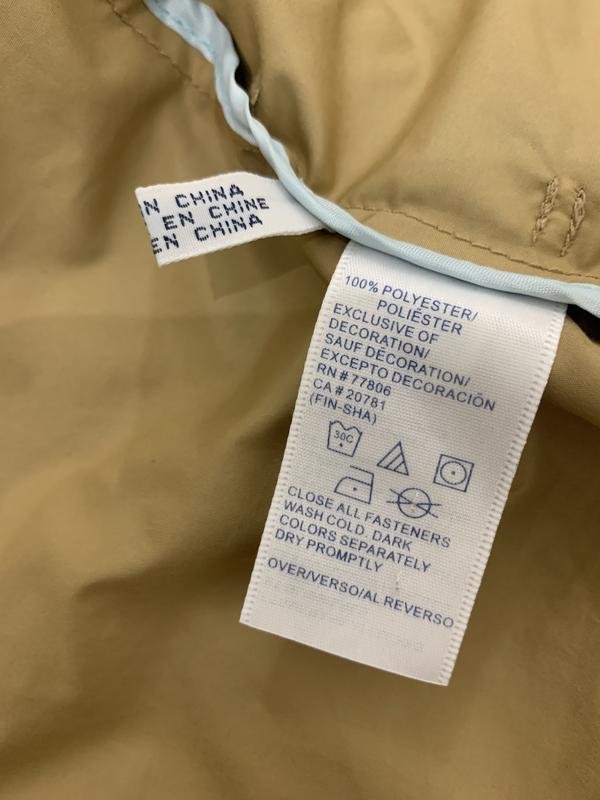 N CHINA
EN CHINE
EN CHINA
100% POLYESTER/
POLIÉSTER
EXCLUSIVE OF
DECORATION/
SAUF DÉCORATION/
EXCEPTO DECORACIÓN
RN # 77806
CA # 20781
(FIN-SHA)
30C
CLOSE ALL FASTENERS
WASH COLD, DARK
COLORS SEPARATELY
DRY PROMPTLY
OVER/VERSO/AL REVERSO